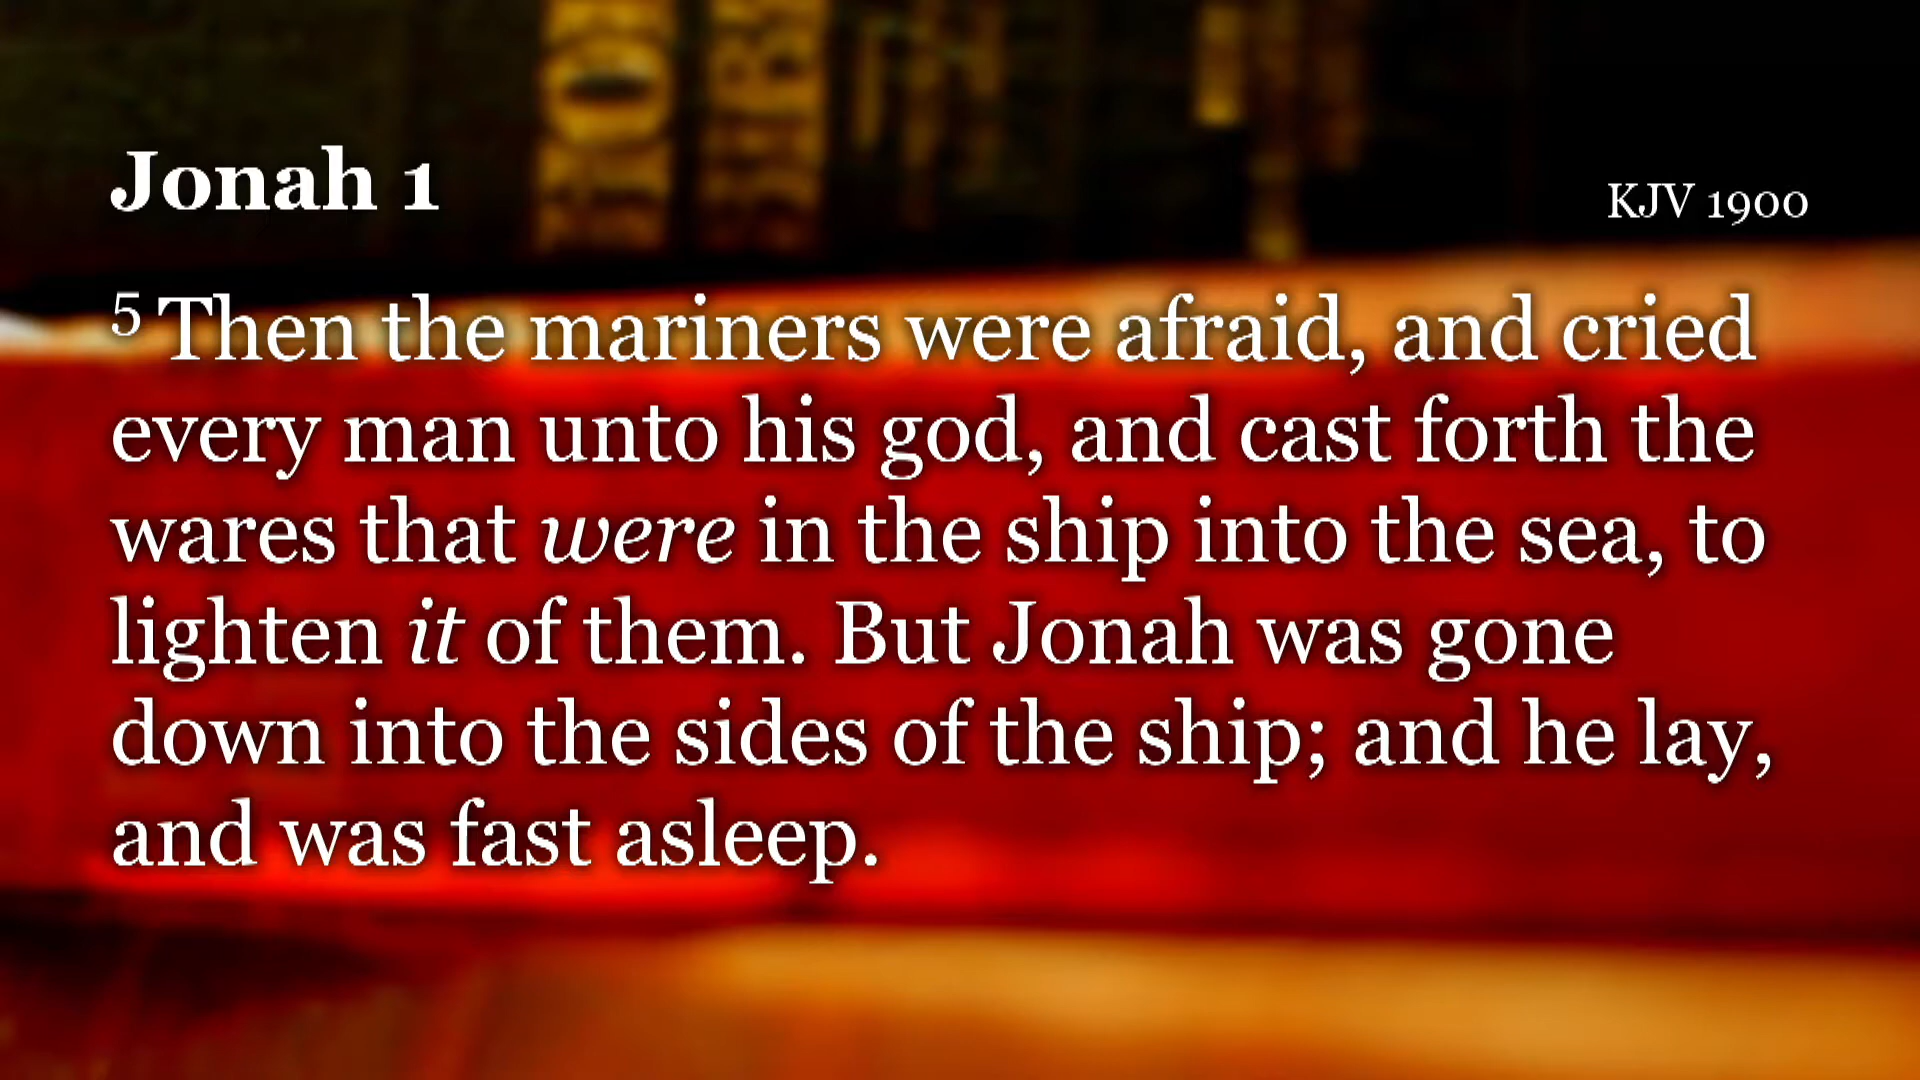 Jonah 1
KJV 1900
5 Then the mariners were afraid, and cried
every man unto his god, and cast forth the
wares that were in the ship into the sea, to
lighten it of them. But Jonah was gone
down into the sides of the ship; and he lay,
and was fast asleep.